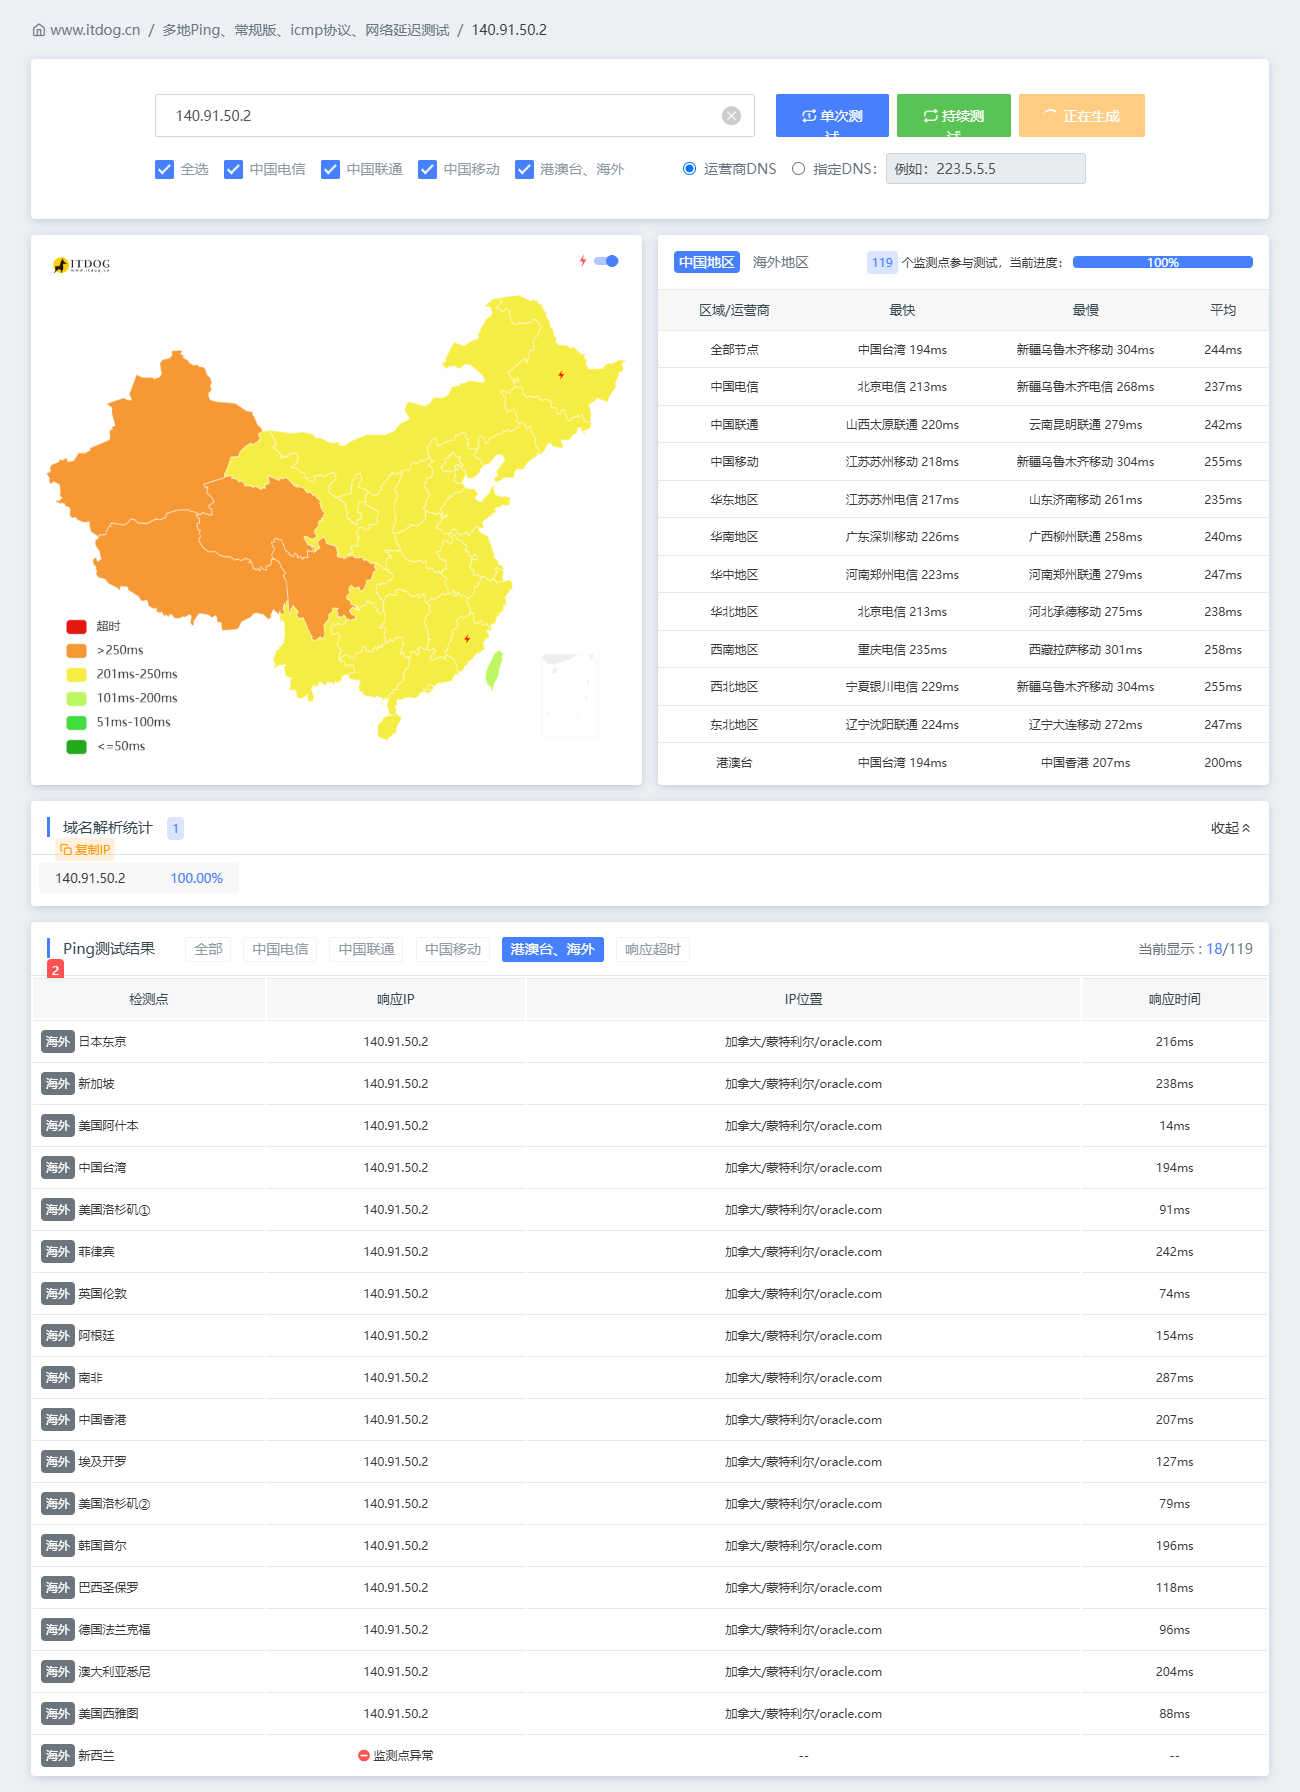 www.itdog.cn / 多地Ping、常规版、icmp协议、网络延迟测试 / 140.91.50.2
140.91.50.2 单次测试 持续测试 正在生成
全选 中国电信 中国联通 中国移动 港澳台、海外 运营商DNS 指定DNS: 例如：223.5.5.5
ITDOG
www.itdog.cn
超时
>250ms
201ms-250ms
101ms-200ms
51ms-100ms
<=50ms
中国地区 海外地区 119 个监测点参与测试，当前进度： 100%
区域/运营商 最快 最慢 平均
全部节点 中国台湾 194ms 新疆乌鲁木齐移动 304ms 244ms
中国电信 北京电信 213ms 新疆乌鲁木齐电信 268ms 237ms
中国联通 山西太原联通 220ms 云南昆明联通 279ms 242ms
中国移动 江苏苏州移动 218ms 新疆乌鲁木齐移动 304ms 255ms
华东地区 江苏苏州电信 217ms 山东济南移动 261ms 235ms
华南地区 广东深圳移动 226ms 广西柳州联通 258ms 240ms
华中地区 河南郑州电信 223ms 河南郑州联通 279ms 247ms
华北地区 北京电信 213ms 河北承德移动 275ms 238ms
西南地区 重庆电信 235ms 西藏拉萨移动 301ms 258ms
西北地区 宁夏银川电信 229ms 新疆乌鲁木齐移动 304ms 255ms
东北地区 辽宁沈阳联通 224ms 辽宁大连移动 272ms 247ms
港澳台 中国台湾 194ms 中国香港 207ms 200ms
域名解析统计 1 收起
复制IP
140.91.50.2 100.00%
Ping测试结果 全部 中国电信 中国联通 中国移动 港澳台、海外 响应超时 当前显示 : 18/119
2
检测点 响应IP IP位置 响应时间
海外 日本东京 140.91.50.2 加拿大/蒙特利尔/oracle.com 216ms
海外 新加坡 140.91.50.2 加拿大/蒙特利尔/oracle.com 238ms
海外 美国阿什本 140.91.50.2 加拿大/蒙特利尔/oracle.com 14ms
海外 中国台湾 140.91.50.2 加拿大/蒙特利尔/oracle.com 194ms
海外 美国洛杉矶① 140.91.50.2 加拿大/蒙特利尔/oracle.com 91ms
海外 菲律宾 140.91.50.2 加拿大/蒙特利尔/oracle.com 242ms
海外 英国伦敦 140.91.50.2 加拿大/蒙特利尔/oracle.com 74ms
海外 阿根廷 140.91.50.2 加拿大/蒙特利尔/oracle.com 154ms
海外 南非 140.91.50.2 加拿大/蒙特利尔/oracle.com 287ms
海外 中国香港 140.91.50.2 加拿大/蒙特利尔/oracle.com 207ms
海外 埃及开罗 140.91.50.2 加拿大/蒙特利尔/oracle.com 127ms
海外 美国洛杉矶② 140.91.50.2 加拿大/蒙特利尔/oracle.com 79ms
海外 韩国首尔 140.91.50.2 加拿大/蒙特利尔/oracle.com 196ms
海外 巴西圣保罗 140.91.50.2 加拿大/蒙特利尔/oracle.com 118ms
海外 德国法兰克福 140.91.50.2 加拿大/蒙特利尔/oracle.com 96ms
海外 澳大利亚悉尼 140.91.50.2 加拿大/蒙特利尔/oracle.com 204ms
海外 美国西雅图 140.91.50.2 加拿大/蒙特利尔/oracle.com 88ms
海外 新西兰 监测点异常 -- --